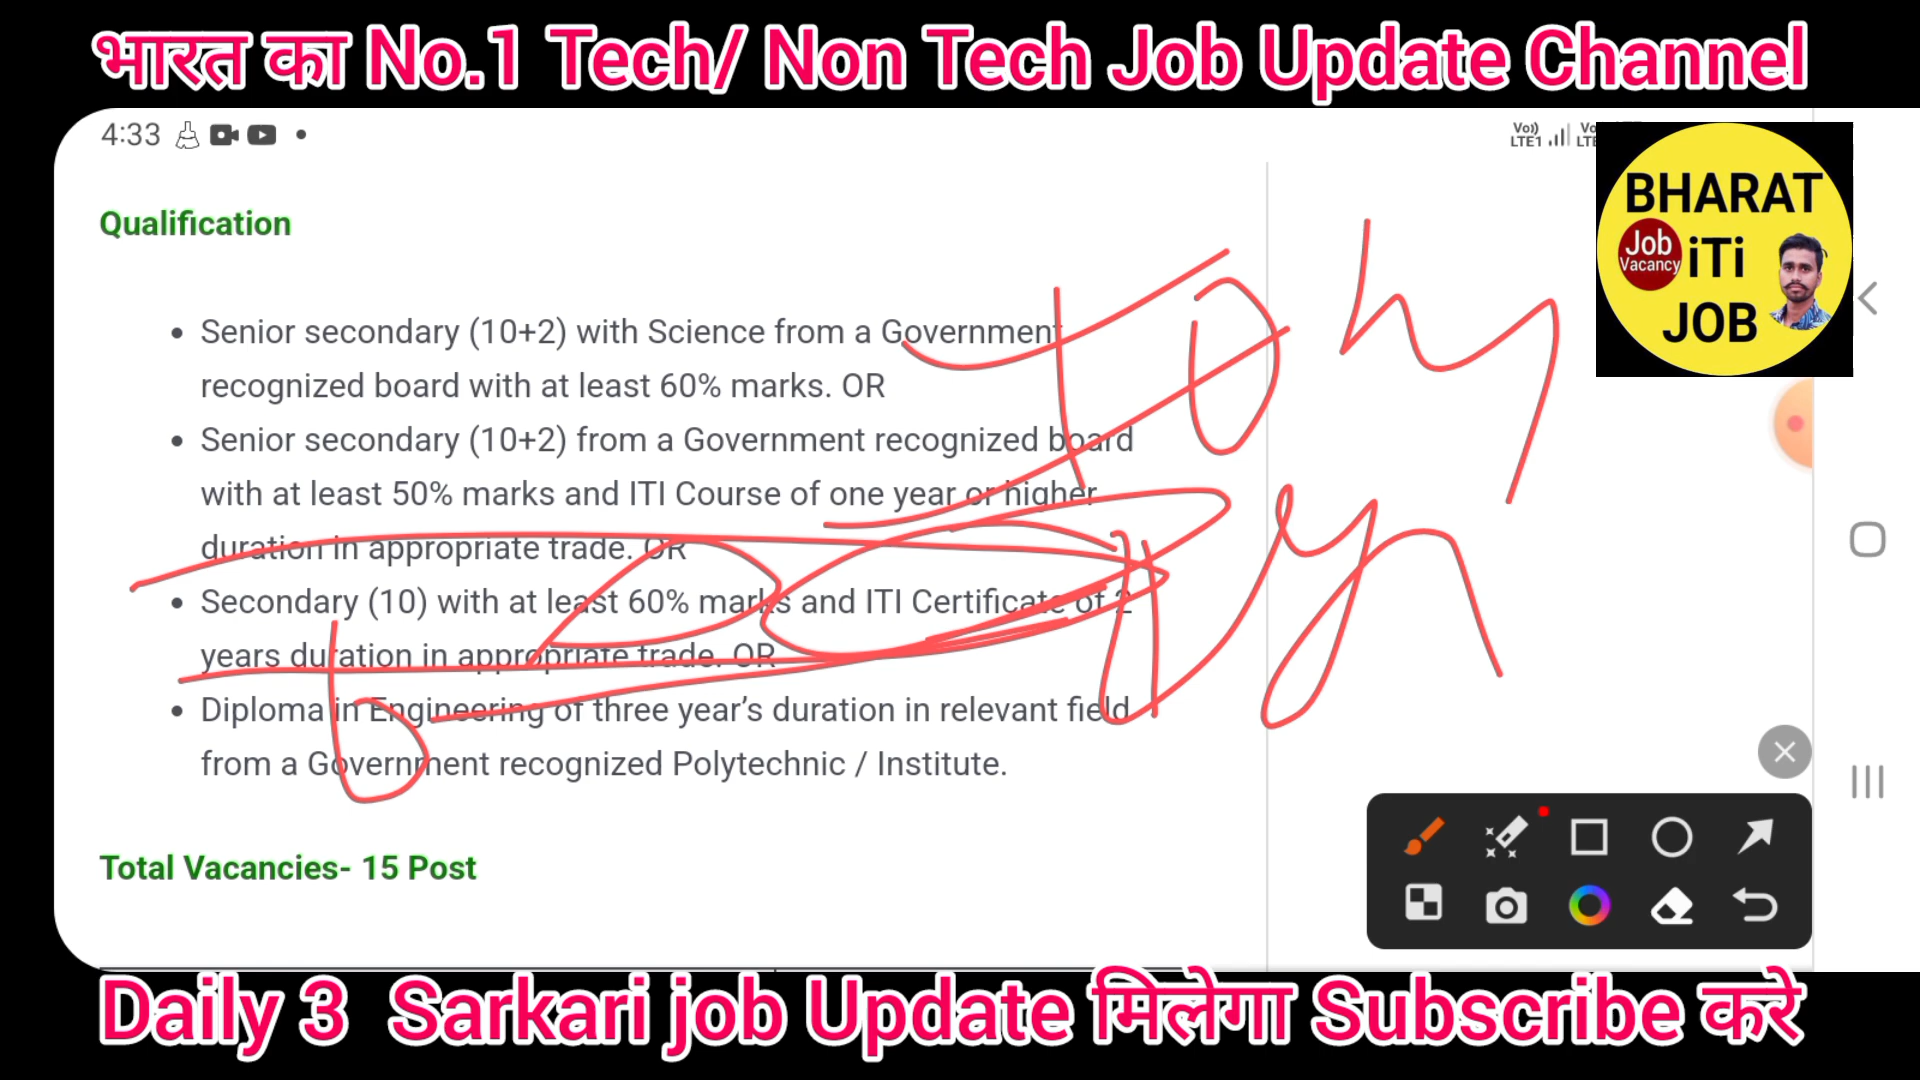 भारत का No.1 Tech/ Non Tech Job Update Channel
4:33
Vo)
LTE1
BHARAT
Job
Vacancy
iTi
JOB
Qualification
• Senior secondary (10+2) with Science from a Government
recognized board with at least 60% marks. OR
• Senior secondary (10+2) from a Government recognized board
with at least 50% marks and ITI Course of one year or higher
duration in appropriate trade. OR
• Secondary (10) with at least 60% marks and ITI Certificate of 2
years duration in appropriate trade. OR
• Diploma in Engineering of three year’s duration in relevant field
from a Government recognized Polytechnic / Institute.
Total Vacancies- 15 Post
Daily 3 Sarkari job Update मिलेगा Subscribe करे